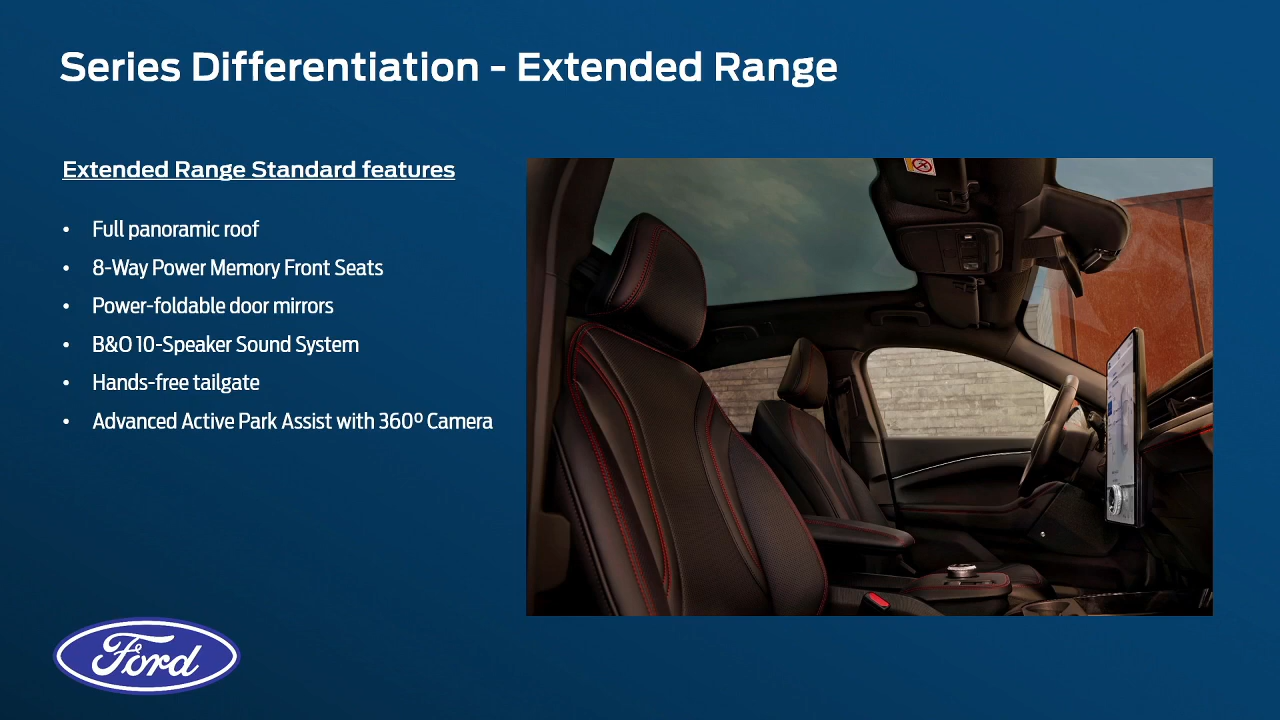 Series Differentiation - Extended Range
Extended Range Standard features
• Full panoramic roof
• 8-Way Power Memory Front Seats
• Power-foldable door mirrors
• B&O 10-Speaker Sound System
• Hands-free tailgate
• Advanced Active Park Assist with 360º Camera
Ford